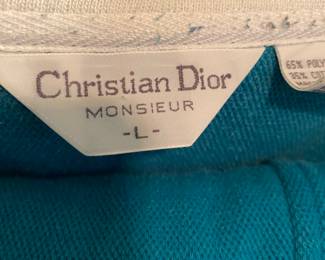 Christian Dior
MONSIEUR
-L-
65% POLY
35% COT